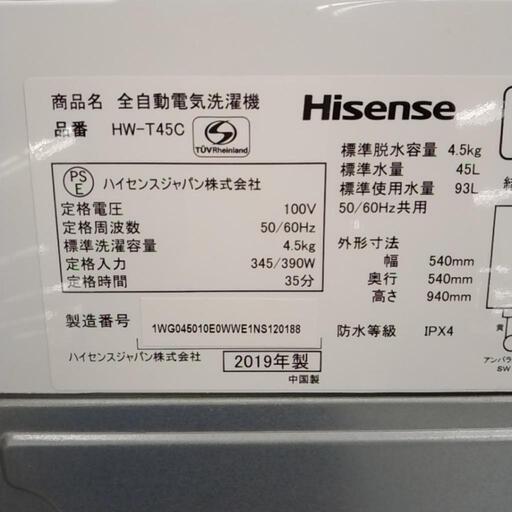 商品名 全自動電気洗濯機
品番 HW-T45C
TÜVRheinland
Hisense
PS
E
ハイセンスジャパン株式会社
定格電圧 100V
定格周波数 50/60Hz
標準洗濯容量 4.5kg
定格入力 345/390W
定格時間 35分
製造番号 1WG045010E0WWE1NS120188
ハイセンスジャパン株式会社 2019年製
中国製
標準脱水容量 4.5kg
標準水量 45L
標準使用水量 93L
50/60Hz共用
外形寸法
幅 540mm
奥行 540mm
高さ 940mm
防水等級 IPX4
黄
アンバラ
SW